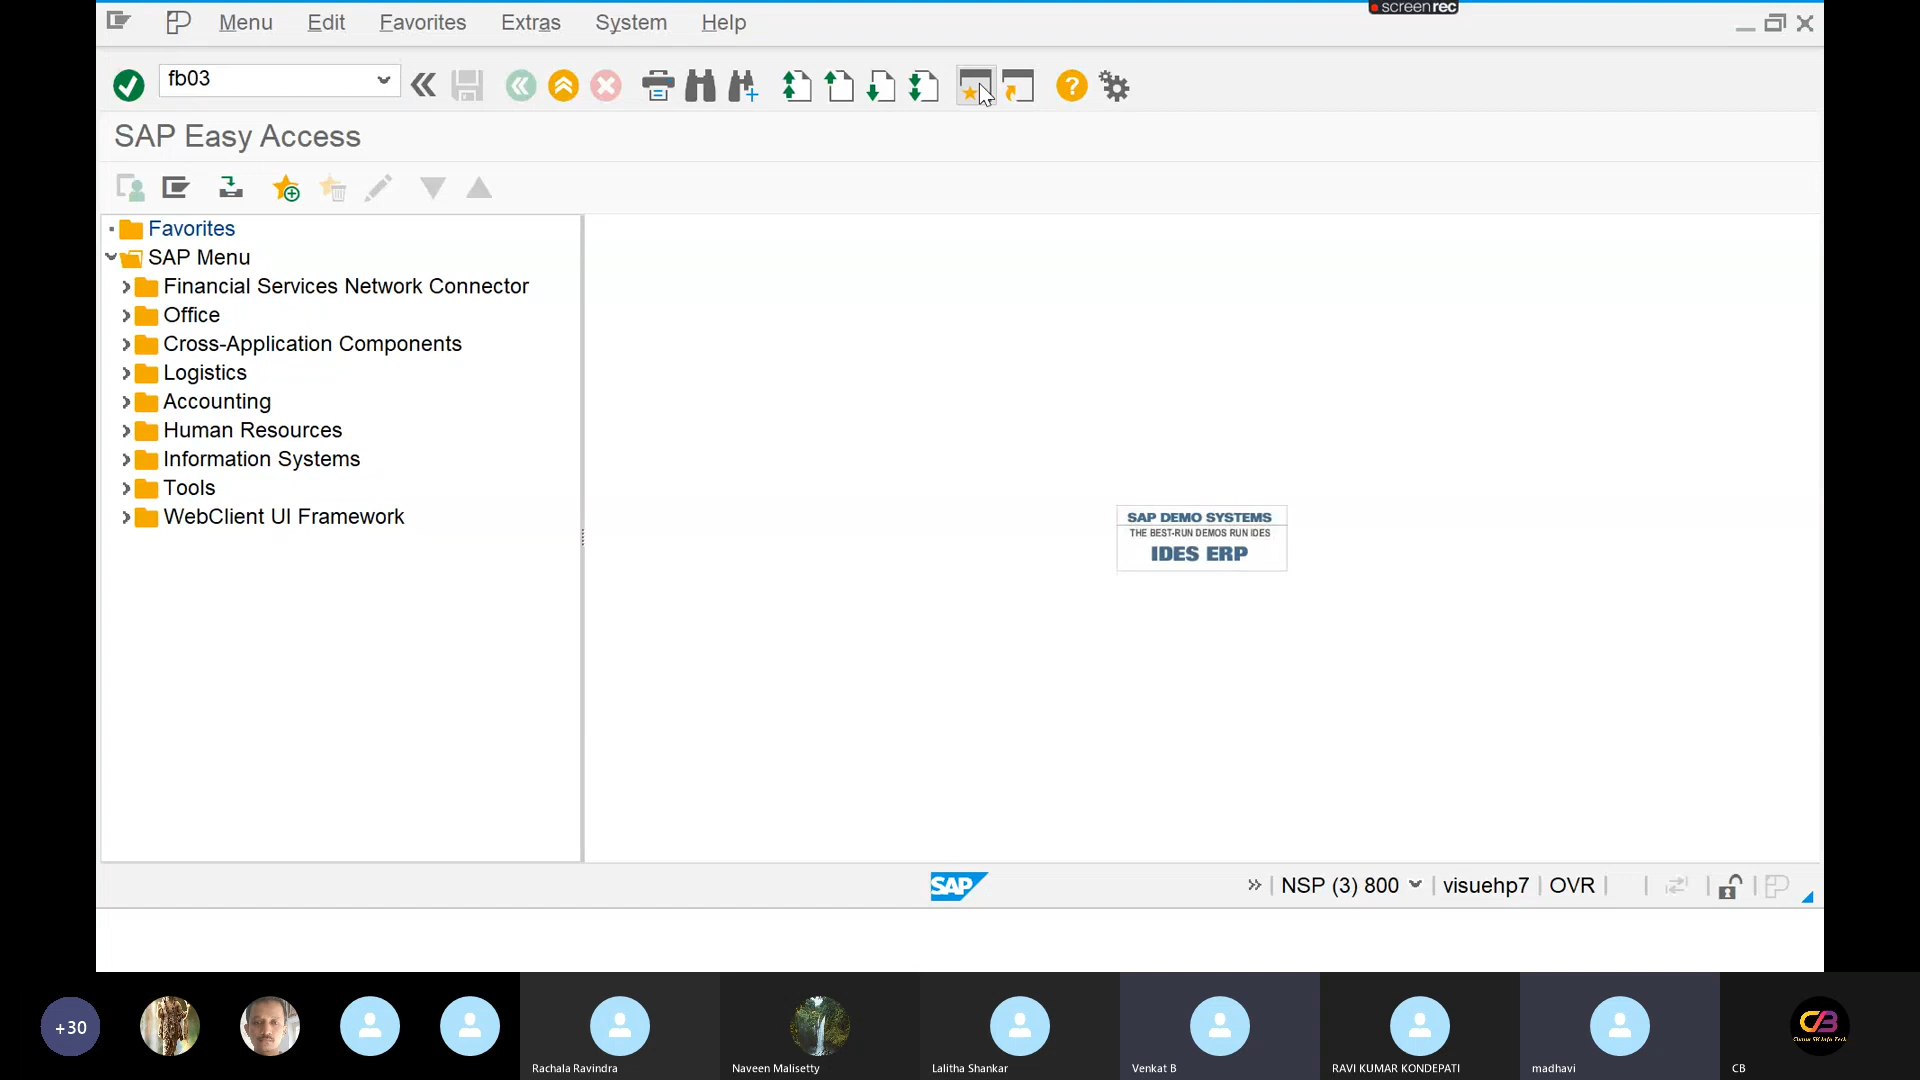 screenrec
Menu Edit Favorites Extras System Help
fb03
SAP Easy Access
Favorites
SAP Menu
Financial Services Network Connector
Office
Cross-Application Components
Logistics
Accounting
Human Resources
Information Systems
Tools
WebClient UI Framework
SAP DEMO SYSTEMS
THE BEST-RUN DEMOS RUN IDES
IDES ERP
SAP
NSP (3) 800
visuehp7
OVR
+30
Rachala Ravindra
Naveen Malisetty
Lalitha Shankar
Venkat B
RAVI KUMAR KONDEPATI
madhavi
CB
CB